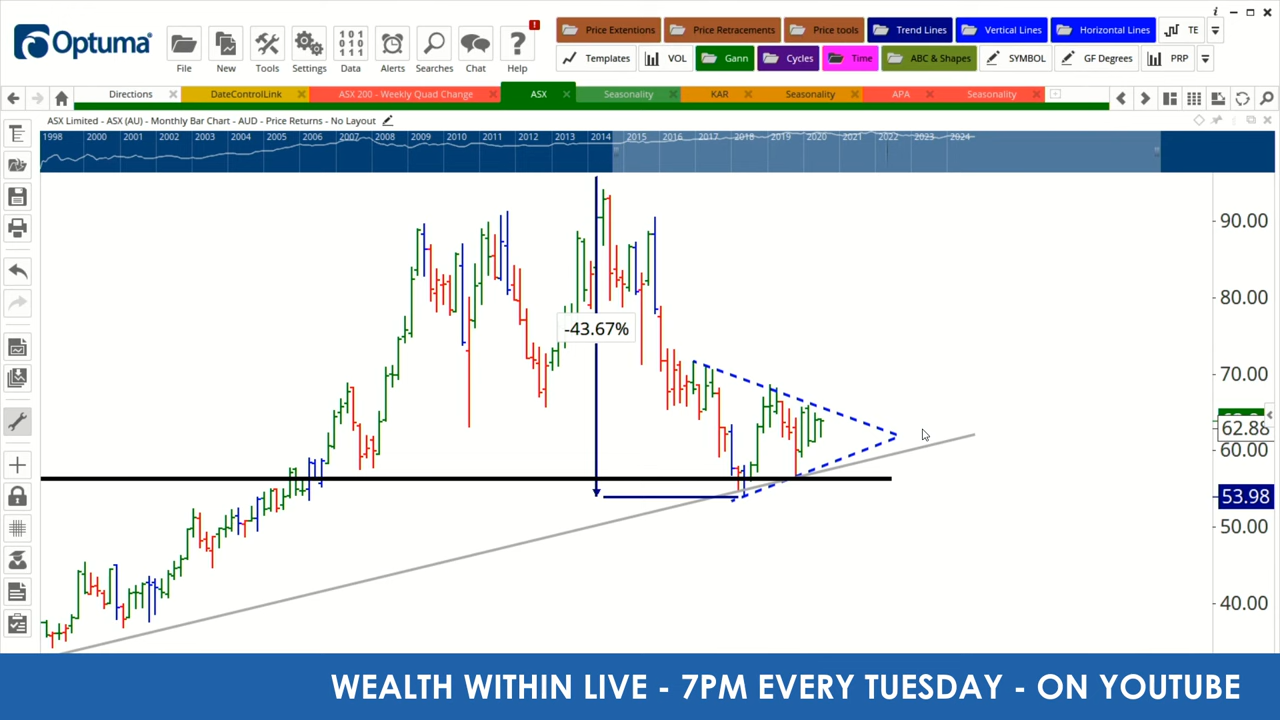 i
Optuma
File
New
Tools
Settings
101
010
101
Data
Alerts
Searches
Chat
?
!
Help
Price Extentions
Price Retracements
Price tools
Trend Lines
Vertical Lines
Horizontal Lines
TE
Templates
VOL
Gann
Cycles
Time
ABC & Shapes
SYMBOL
GF Degrees
PRP
Directions
DateControlLink
ASX 200 - Weekly Quad Change
ASX
Seasonality
KAR
Seasonality
APA
Seasonality
ASX Limited - ASX (AU) - Monthly Bar Chart - AUD - Price Returns - No Layout
1998 2000 2001 2002 2003 2004 2005 2006 2007 2008 2009 2010 2011 2012 2013 2014 2015 2016 2017 2018 2019 2020 2021 2022 2023 2024
90.00
80.00
-43.67%
70.00
62.88
60.00
53.98
50.00
40.00
WEALTH WITHIN LIVE - 7PM EVERY TUESDAY - ON YOUTUBE